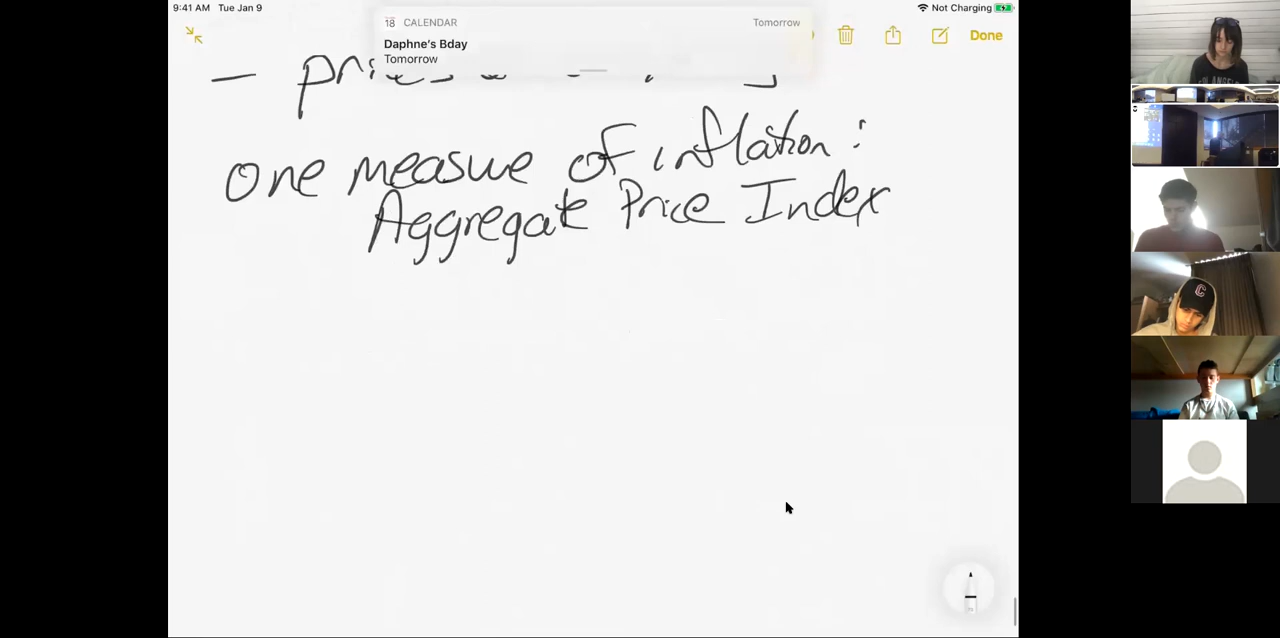 9:41 AM Tue Jan 9
Not Charging
18 CALENDAR Tomorrow
Daphne's Bday
Tomorrow
Done
one measure of inflation:
Aggregate Price Index
C